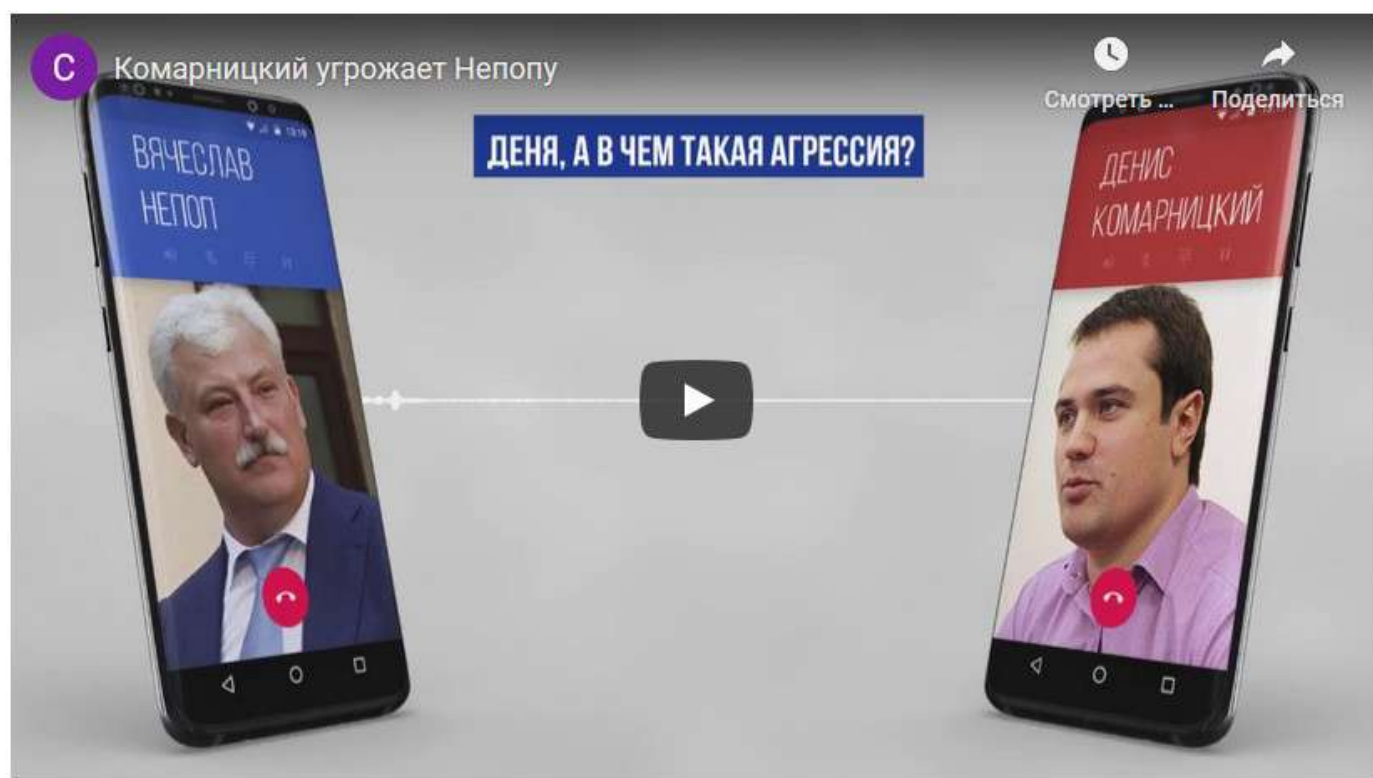 С
Комарницкий угрожает Непопу
Смотреть ...
Поделиться
ДЕНЯ, А В ЧЕМ ТАКАЯ АГРЕССИЯ?
ВЯЧЕСЛАВ
НЕПОП
ДЕНИС
КОМАРНИЦКИЙ